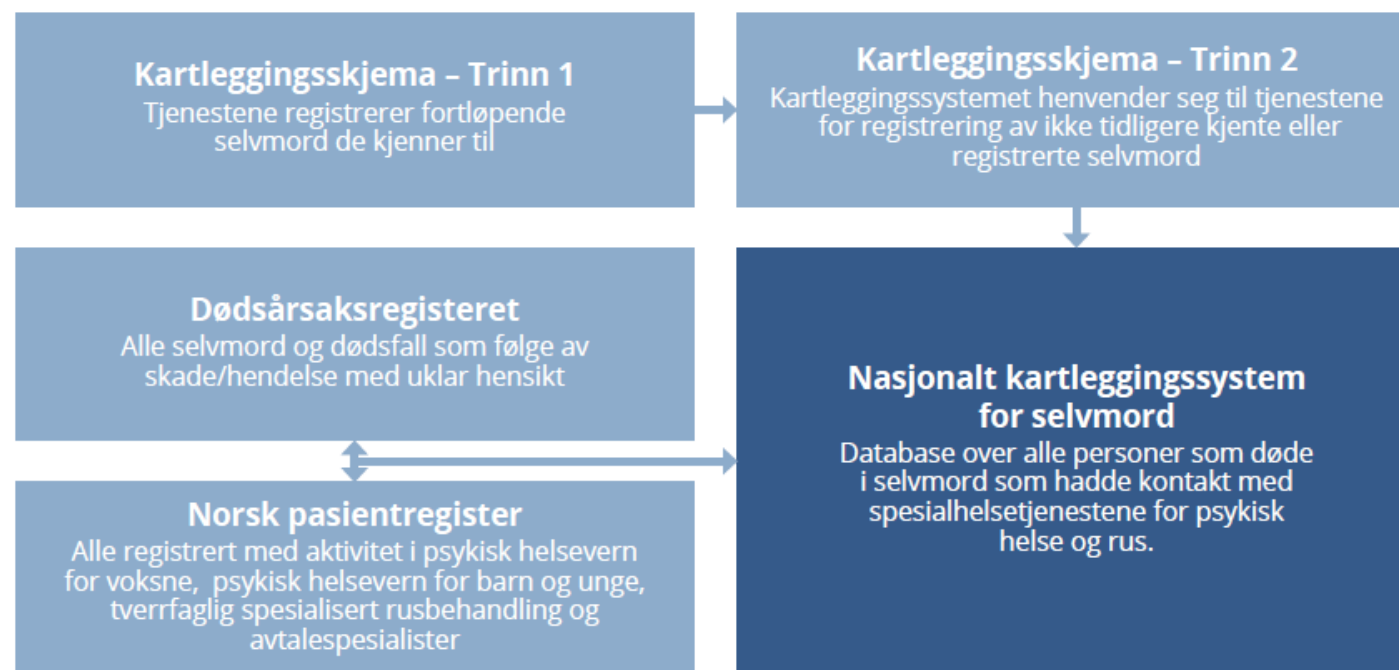 Kartleggingsskjema – Trinn 1
Tjenestene registrerer fortløpende
selvmord de kjenner til
Kartleggingsskjema – Trinn 2
Kartleggingssystemet henvender seg til tjenestene
for registrering av ikke tidligere kjente eller
registrerte selvmord
Dødsårsaksregisteret
Alle selvmord og dødsfall som følge av
skade/hendelse med uklar hensikt
Norsk pasientregister
Alle registrert med aktivitet i psykisk helsevern
for voksne, psykisk helsevern for barn og unge,
tverrfaglig spesialisert rusbehandling og
avtalespesialister
Nasjonalt kartleggingssystem
for selvmord
Database over alle personer som døde
i selvmord som hadde kontakt med
spesialhelsetjenestene for psykisk
helse og rus.